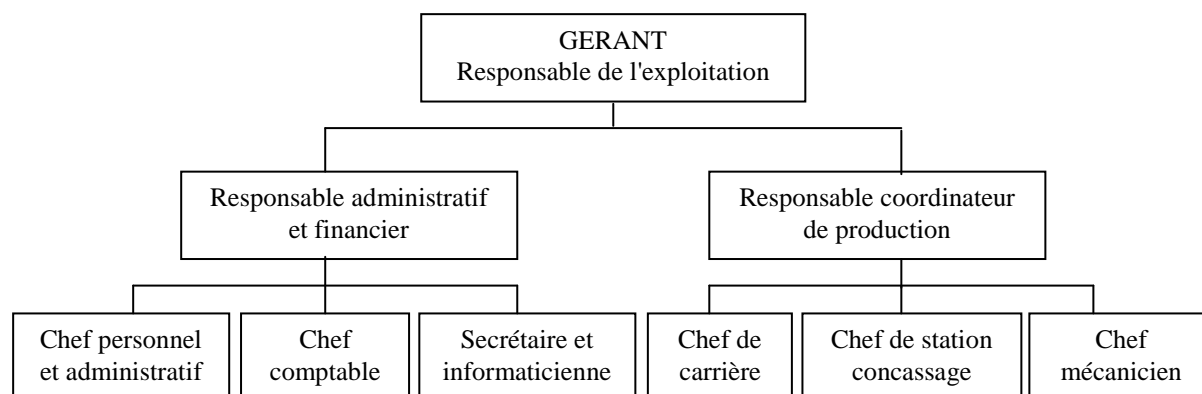 GERANT
Responsable de l'exploitation
Responsable administratif
et financier
Responsable coordinateur
de production
Chef personnel
et administratif
Chef
comptable
Secrétaire et
informaticienne
Chef de
carrière
Chef de station
concassage
Chef
mécanicien